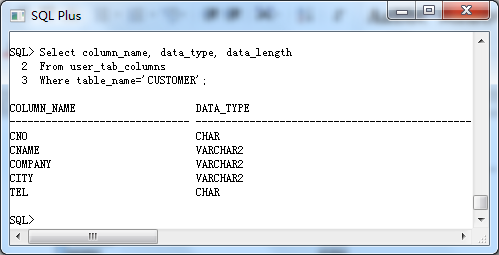 SQL Plus
SQL> Select column_name, data_type, data_length
2 From user_tab_columns
3 Where table_name='CUSTOMER';
COLUMN_NAME DATA_TYPE
------------------------------ ----------------------------------------------
CNO CHAR
CNAME VARCHAR2
COMPANY VARCHAR2
CITY VARCHAR2
TEL CHAR
SQL>